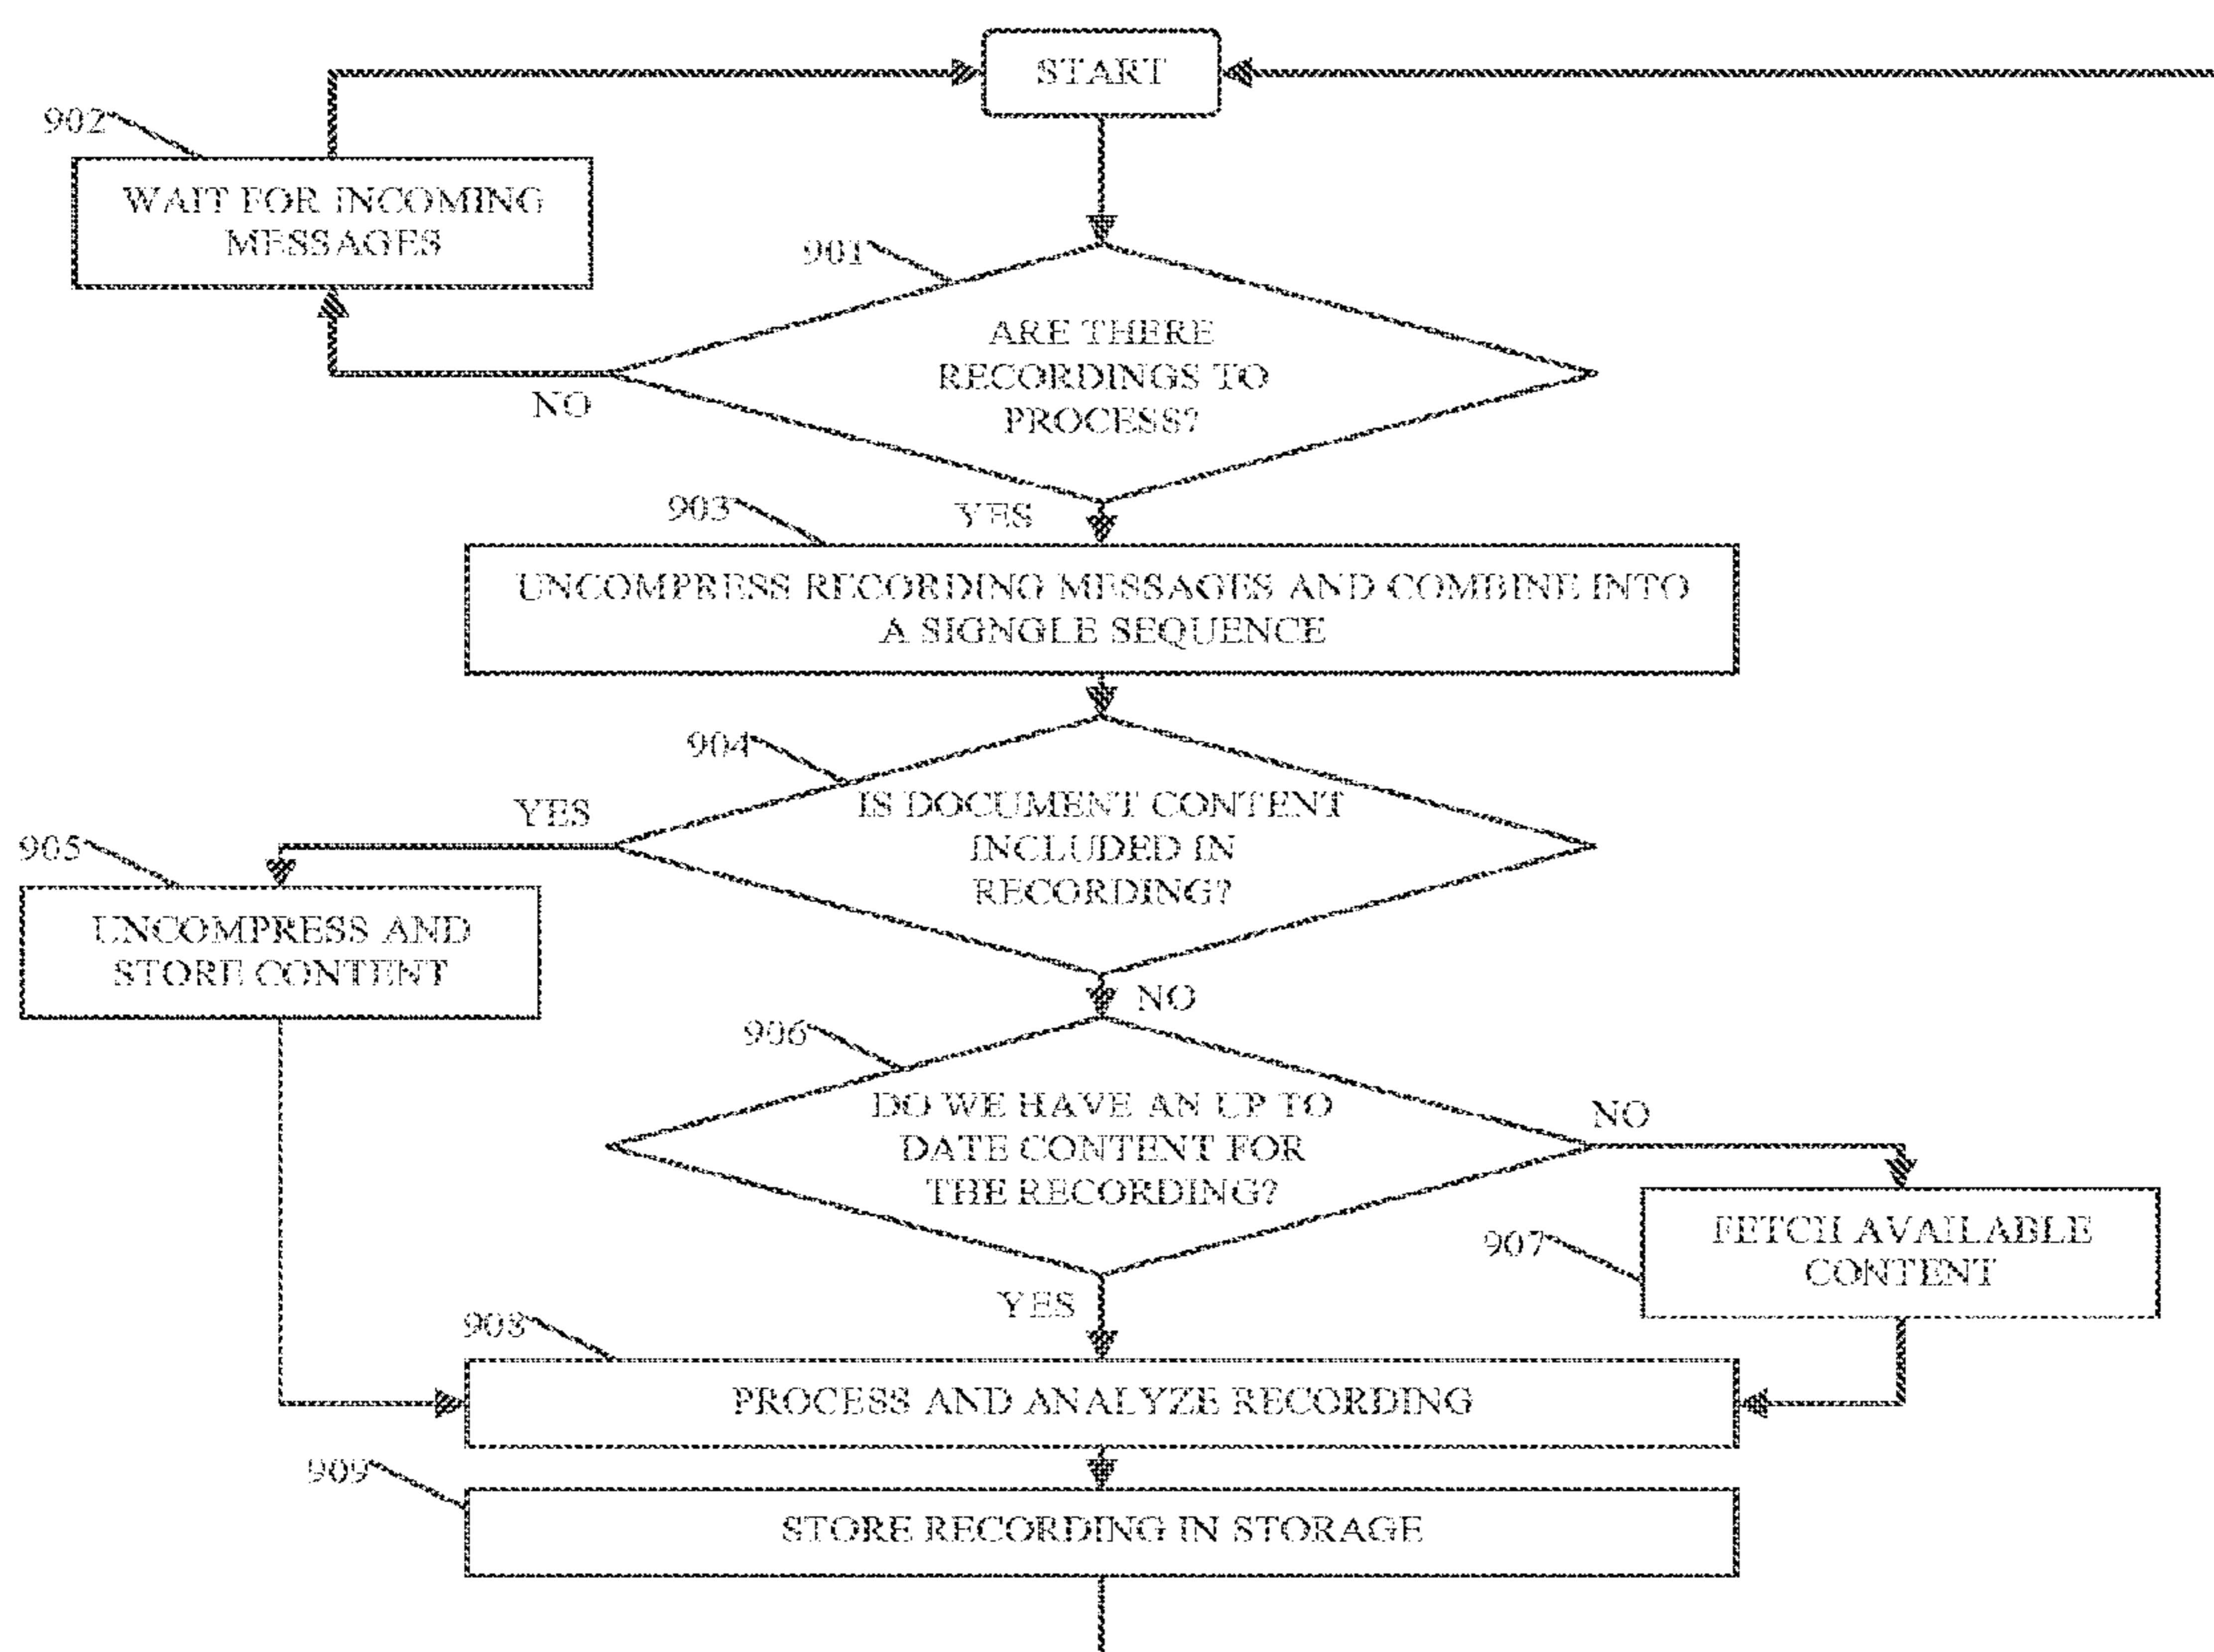 START
902
WAIT FOR INCOMING
MESSAGES
901
ARE THERE
RECORDINGS TO
PROCESS?
NO
903
YES
UNCOMPRESS RECORDING MESSAGES AND COMBINE INTO
A SIGNGLE SEQUENCE
904
IS DOCUMENT CONTENT
INCLUDED IN
RECORDING?
YES
905
UNCOMPRESS AND
STORE CONTENT
NO
906
DO WE HAVE AN UP TO
DATE CONTENT FOR
THE RECORDING?
NO
907
FETCH AVAILABLE
CONTENT
YES
908
PROCESS AND ANALYZE RECORDING
909
STORE RECORDING IN STORAGE